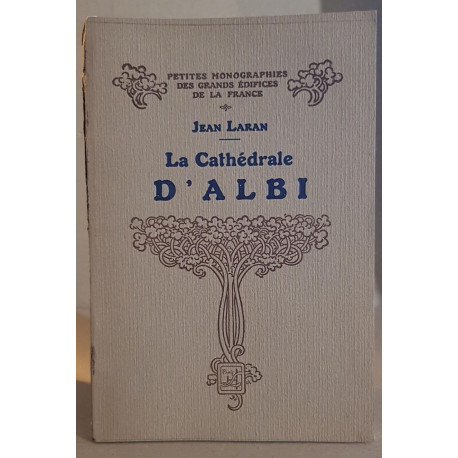 PETITES MONOGRAPHIES
DES GRANDS ÉDIFICES
DE LA FRANCE
JEAN LARAN
La Cathédrale
D'ALBI